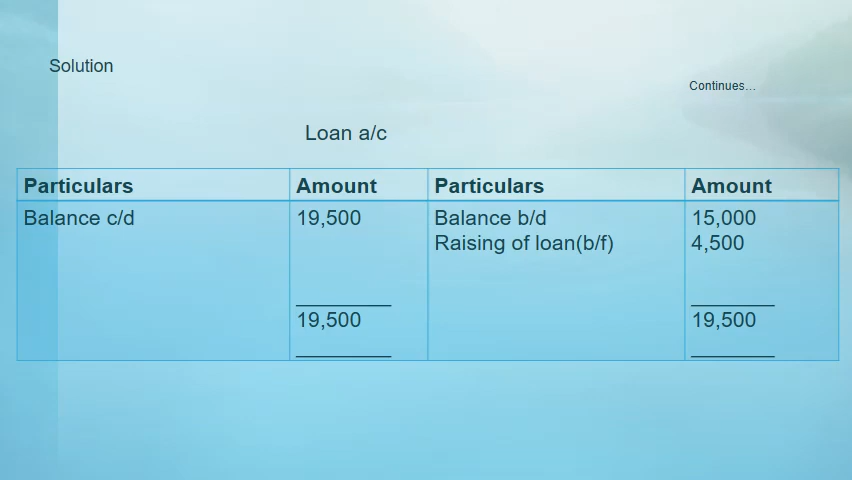 Solution
Continues...
Loan a/c
Particulars Amount Particulars Amount
Balance c/d 19,500 Balance b/d 15,000
Raising of loan(b/f) 4,500
19,500 19,500